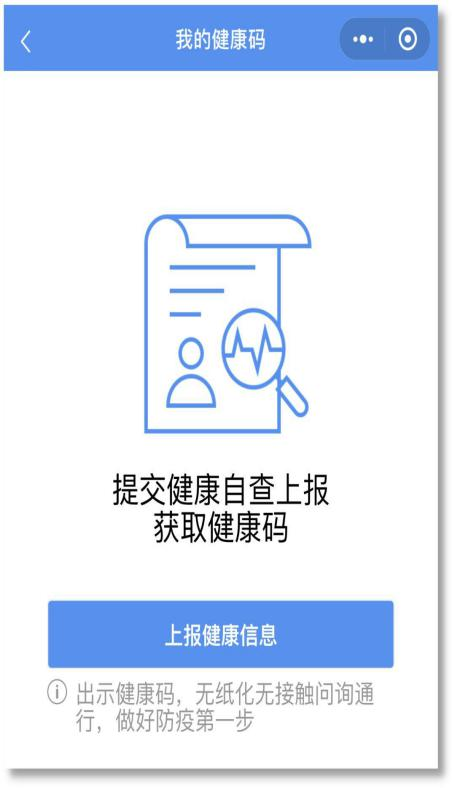 我的健康码
提交健康自查上报
获取健康码
上报健康信息
出示健康码，无纸化无接触问询通
行，做好防疫第一步